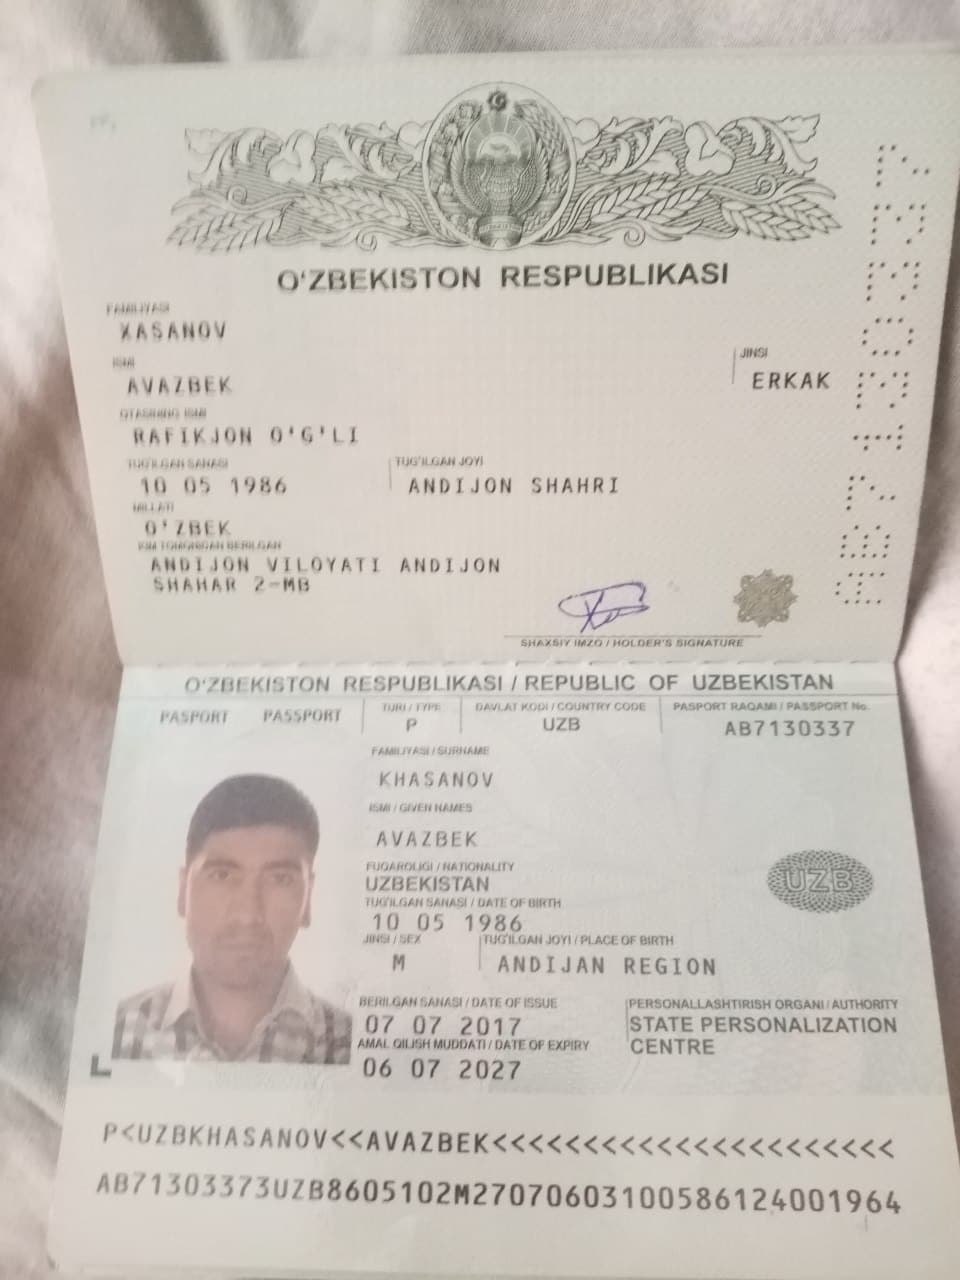 O'ZBEKISTON RESPUBLIKASI
FAMILIYASI
XASANOV
ISMI
AVAZBEK
JINSI
ERKAK
OTASINING ISMI
RAFIKJON O'G'LI
TUG'ILGAN SANASI
10 05 1986
TUG'ILGAN JOYI
ANDIJON SHAHRI
MILLATI
O'ZBEK
KIM TOMONIDAN BERILGAN
ANDIJON VILOYATI ANDIJON
SHAHAR 2-MB
SHAXSIY IMZO / HOLDER'S SIGNATURE
O'ZBEKISTON RESPUBLIKASI / REPUBLIC OF UZBEKISTAN
PASPORT PASSPORT
TURI / TYPE
P
DAVLAT KODI / COUNTRY CODE
UZB
PASPORT RAQAMI / PASSPORT No.
AB7130337
FAMILIYASI / SURNAME
KHASANOV
ISMI / GIVEN NAMES
AVAZBEK
FUQAROLIGI / NATIONALITY
UZBEKISTAN
TUG'ILGAN SANASI / DATE OF BIRTH
10 05 1986
JINSI / SEX
M
TUG'ILGAN JOYI / PLACE OF BIRTH
ANDIJAN REGION
UZB
BERILGAN SANASI / DATE OF ISSUE
07 07 2017
AMAL QILISH MUDDATI / DATE OF EXPIRY
06 07 2027
PERSONALLASHTIRISH ORGANI / AUTHORITY
STATE PERSONALIZATION
CENTRE
P<UZBKHASANOV<<AVAZBEK<<<<<<<<<<<<<<<<<<<<<<
AB71303373UZB8605102M27070603100586124001964
AB7130337